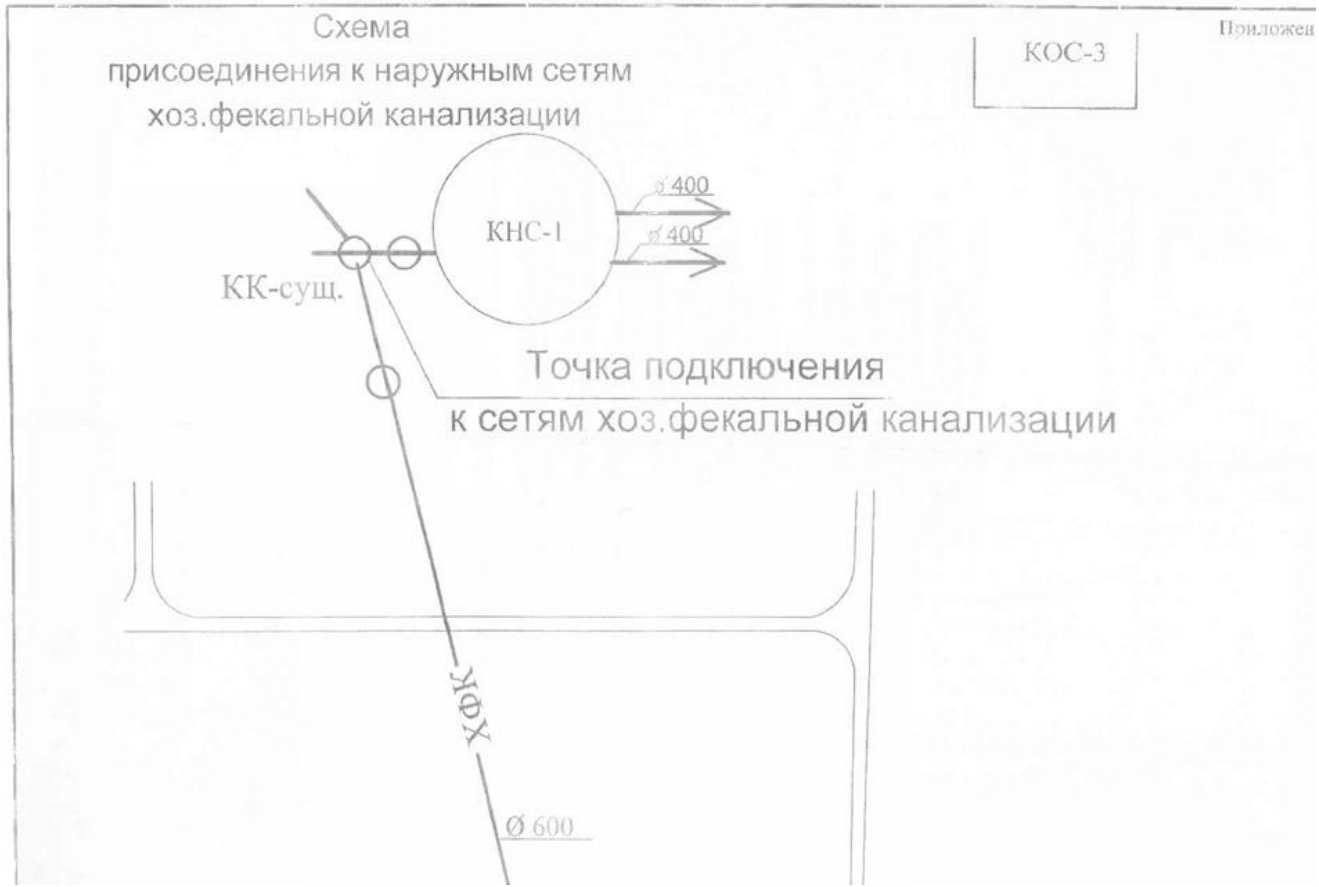 Схема
присоединения к наружным сетям
хоз.фекальной канализации
Приложен
КОС-3
ø 400
КНС-1
ø 400
КК-сущ.
Точка подключения
к сетям хоз.фекальной канализации
ХФК
Ø 600